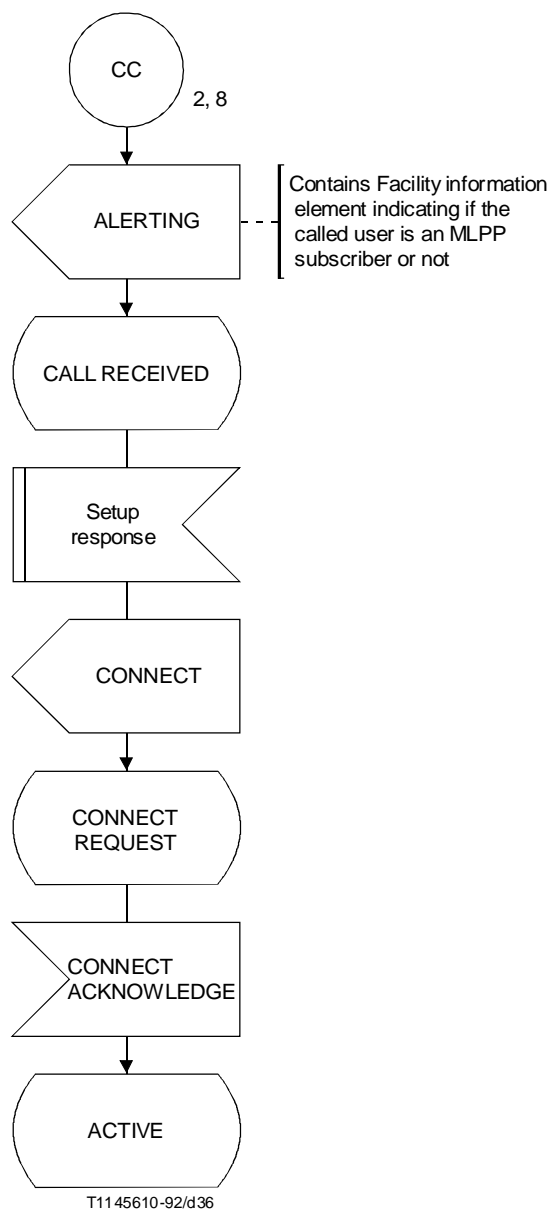 CC
2, 8
ALERTING
Contains Facility information
element indicating if the
called user is an MLPP
subscriber or not
CALL RECEIVED
Setup
response
CONNECT
CONNECT
REQUEST
CONNECT
ACKNOWLEDGE
ACTIVE
T1145610-92/d36